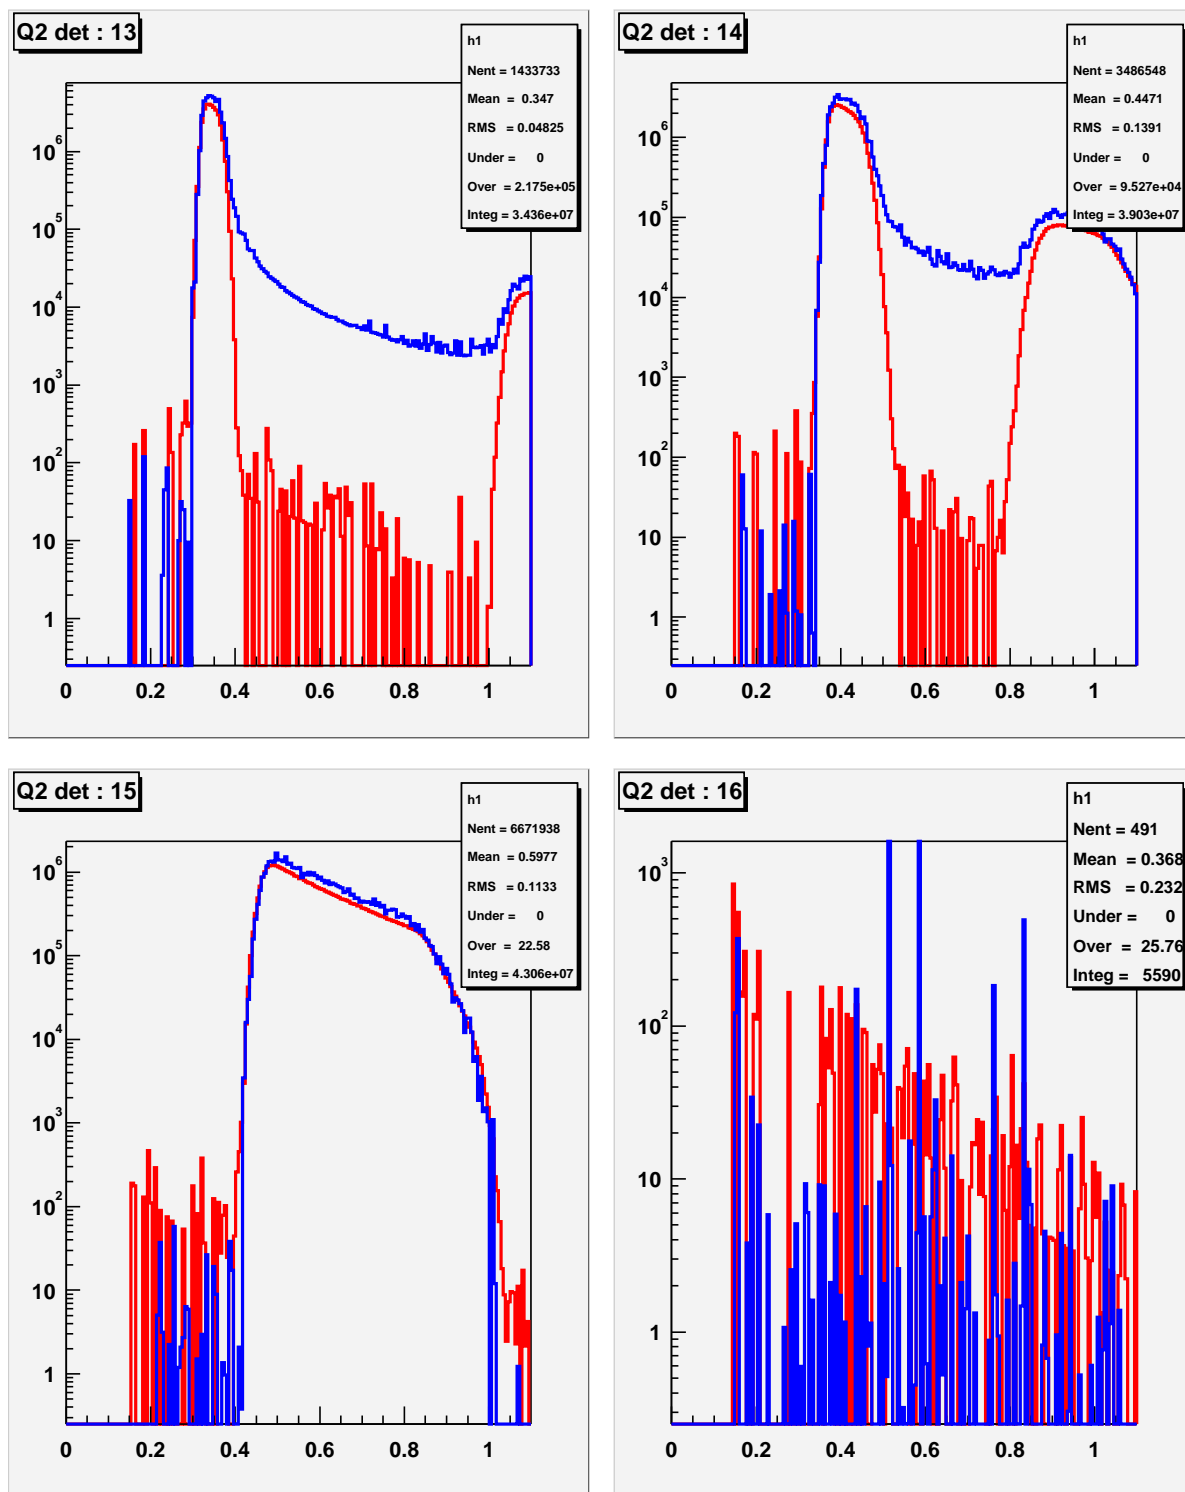 Q2 det : 13
h1
Nent = 1433733
Mean = 0.347
RMS = 0.04825
Under = 0
Over = 2.175e+05
Integ = 3.436e+07
10^6
10^5
10^4
10^3
10^2
10
1
0 0.2 0.4 0.6 0.8 1
Q2 det : 14
h1
Nent = 3486548
Mean = 0.4471
RMS = 0.1391
Under = 0
Over = 9.527e+04
Integ = 3.903e+07
10^6
10^5
10^4
10^3
10^2
10
1
0 0.2 0.4 0.6 0.8 1
Q2 det : 15
h1
Nent = 6671938
Mean = 0.5977
RMS = 0.1133
Under = 0
Over = 22.58
Integ = 4.306e+07
10^6
10^5
10^4
10^3
10^2
10
1
0 0.2 0.4 0.6 0.8 1
Q2 det : 16
h1
Nent = 491
Mean = 0.368
RMS = 0.232
Under = 0
Over = 25.76
Integ = 5590
10^3
10^2
10
1
0 0.2 0.4 0.6 0.8 1